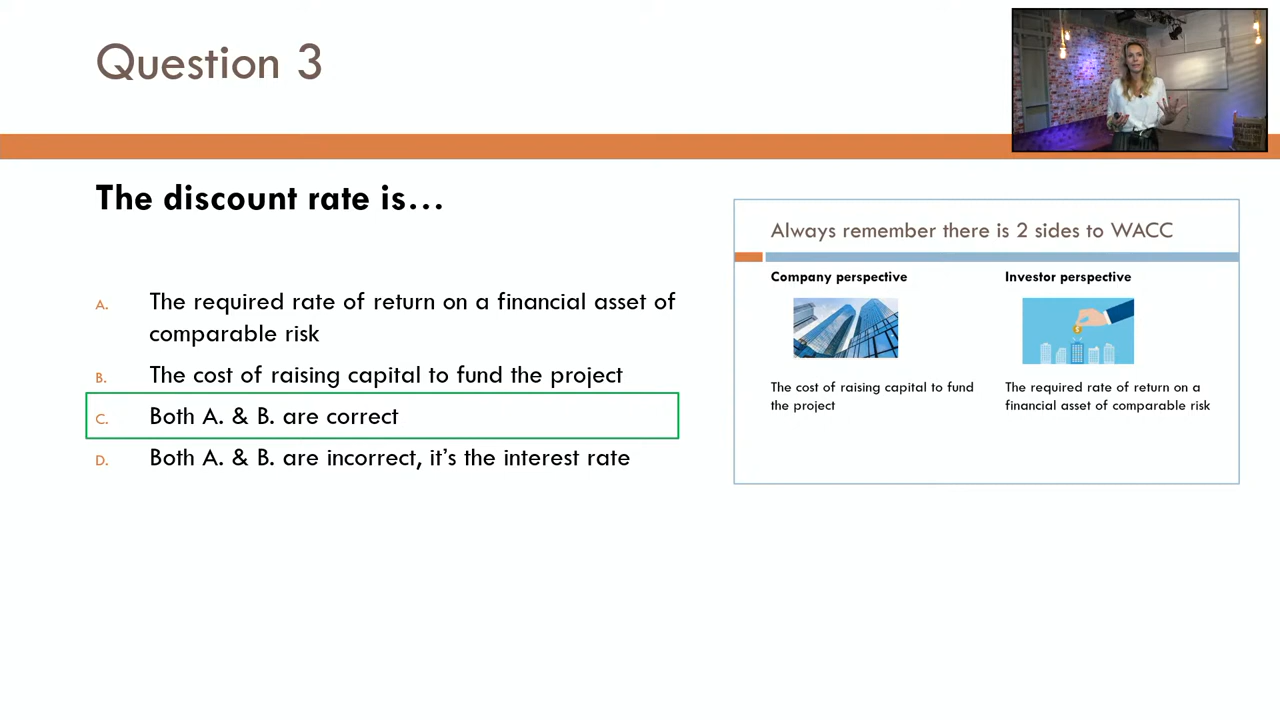 Question 3
The discount rate is...
A. The required rate of return on a financial asset of
comparable risk
B. The cost of raising capital to fund the project
C. Both A. & B. are correct
D. Both A. & B. are incorrect, it's the interest rate
Always remember there is 2 sides to WACC
Company perspective
The cost of raising capital to fund
the project
Investor perspective
The required rate of return on a
financial asset of comparable risk